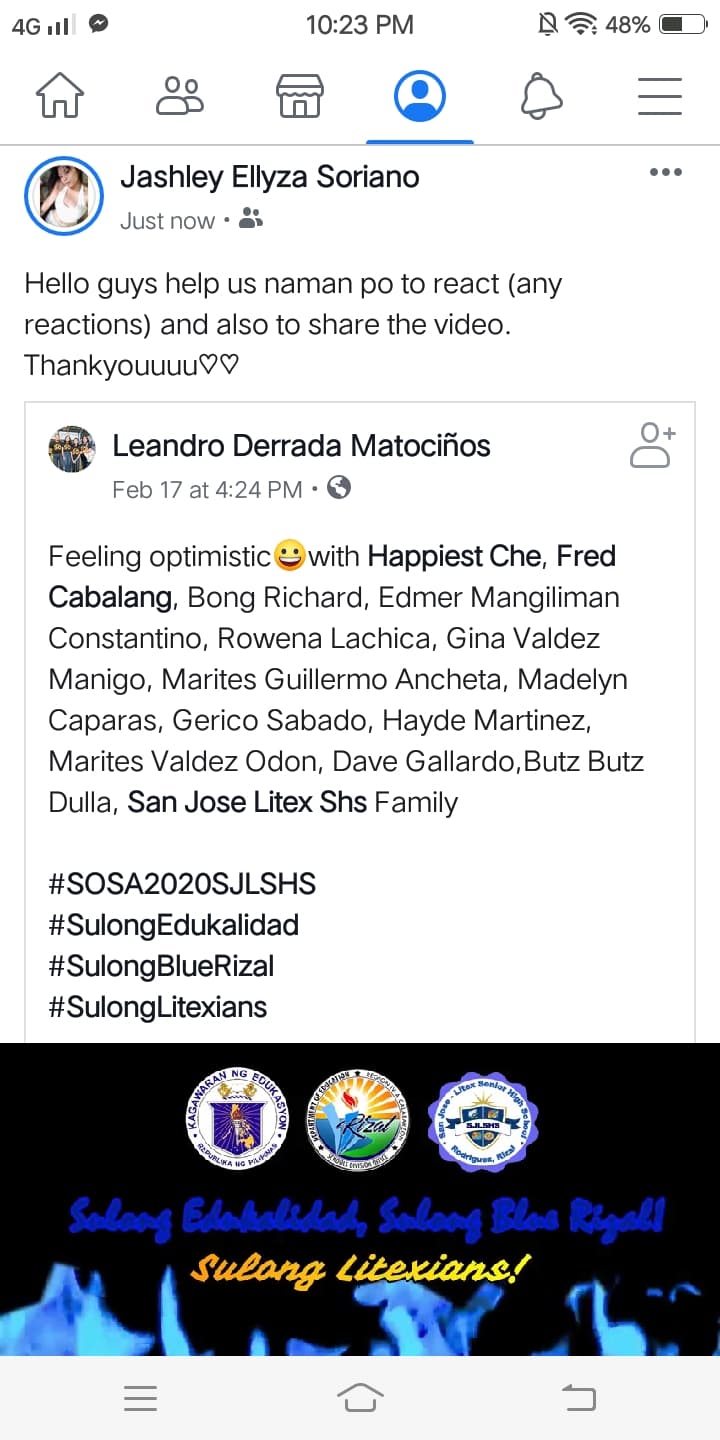 4G 10:23 PM 48%
Jashley Ellyza Soriano
Just now •
Hello guys help us naman po to react (any
reactions) and also to share the video.
Thankyouuuu♡♡
Leandro Derrada Matociños
Feb 17 at 4:24 PM •
Feeling optimistic😀with Happiest Che, Fred
Cabalang, Bong Richard, Edmer Mangiliman
Constantino, Rowena Lachica, Gina Valdez
Manigo, Marites Guillermo Ancheta, Madelyn
Caparas, Gerico Sabado, Hayde Martinez,
Marites Valdez Odon, Dave Gallardo,Butz Butz
Dulla, San Jose Litex Shs Family
#SOSA2020SJLSHS
#SulongEdukalidad
#SulongBlueRizal
#SulongLitexians
KAGAWARAN NG EDUKASYON
REPUBLIKA NG PILIPINAS
DEPARTMENT OF EDUCATION ★ REGION IV-A CALABARZON
Rizal
SCHOOLS DIVISION OFFICE
San Jose - Litex Senior High School
SJLSHS
Rodriguez, Rizal
Sulong Edukalidad, Sulong Blue Rizal!
Sulong Litexians!